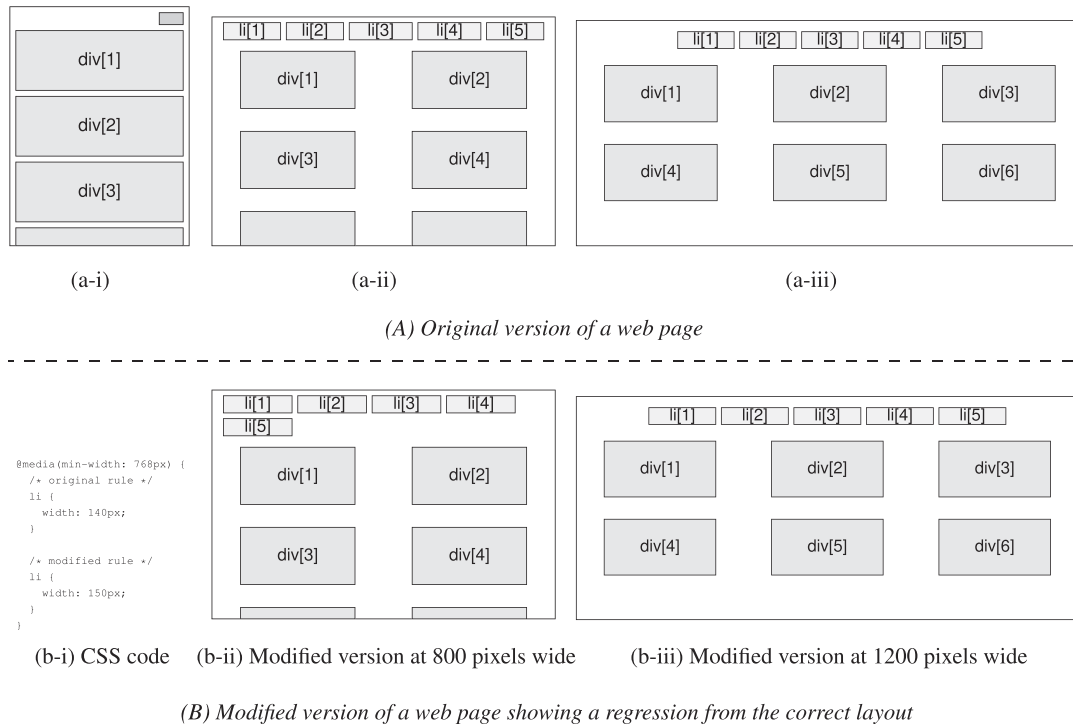 div[1]
div[2]
div[3]
li[1] li[2] li[3] li[4] li[5]
div[1] div[2]
div[3] div[4]
li[1] li[2] li[3] li[4] li[5]
div[1] div[2] div[3]
div[4] div[5] div[6]
(a-i) (a-ii) (a-iii)
(A) Original version of a web page
@media(min-width: 768px) {
/* original rule */
li {
width: 140px;
}
/* modified rule */
li {
width: 150px;
}
}
li[1] li[2] li[3] li[4]
li[5]
div[1] div[2]
div[3] div[4]
li[1] li[2] li[3] li[4] li[5]
div[1] div[2] div[3]
div[4] div[5] div[6]
(b-i) CSS code (b-ii) Modified version at 800 pixels wide (b-iii) Modified version at 1200 pixels wide
(B) Modified version of a web page showing a regression from the correct layout